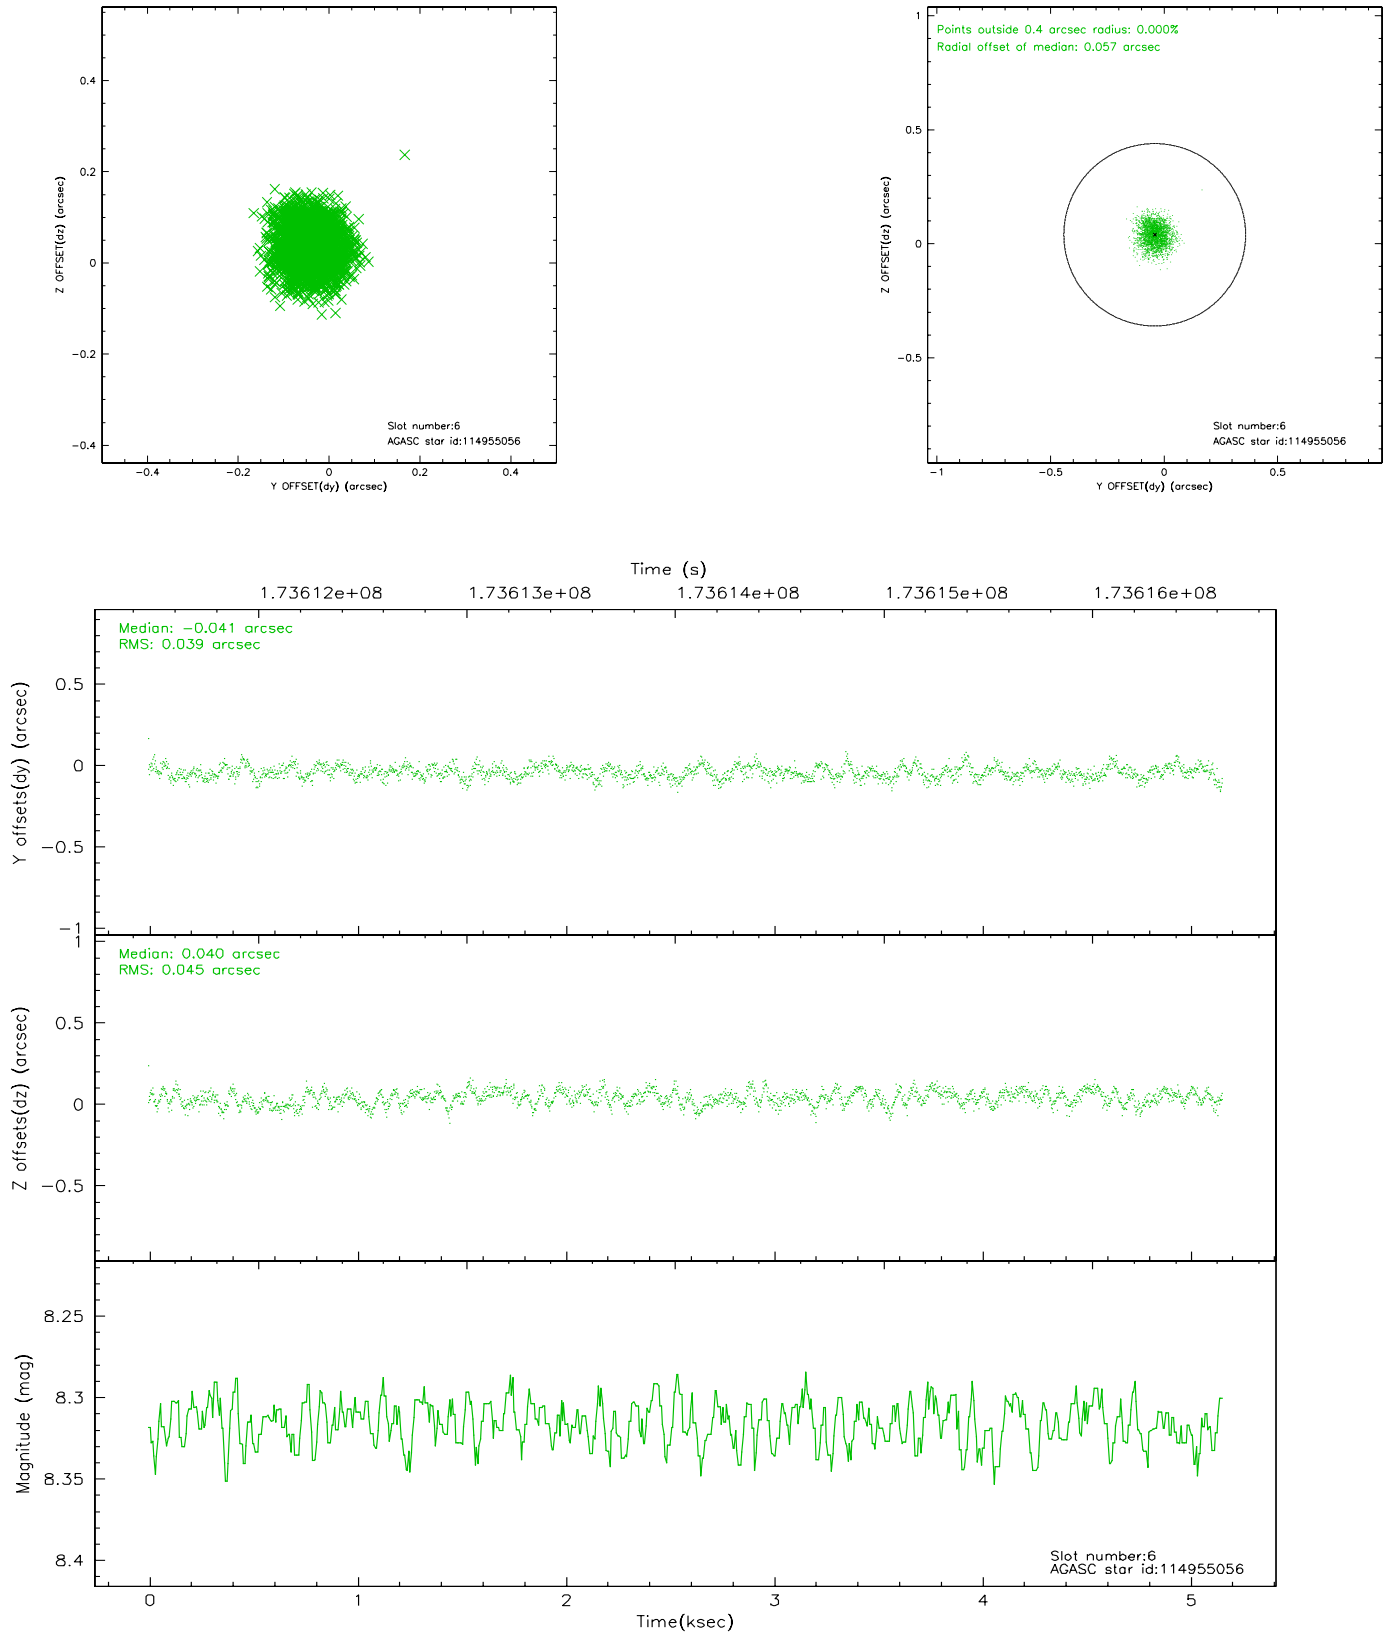 0.4
0.2
0
-0.2
-0.4
Z OFFSET(dz) (arcsec)
Slot number:6
AGASC star id:114955056
-0.4
-0.2
0
0.2
0.4
Y OFFSET(dy) (arcsec)
Points outside 0.4 arcsec radius: 0.000%
Radial offset of median: 0.057 arcsec
1
0.5
0
-0.5
Z OFFSET(dz) (arcsec)
Slot number:6
AGASC star id:114955056
-1
-0.5
0
0.5
Y OFFSET(dy) (arcsec)
Time (s)
1.73612e+08
1.73613e+08
1.73614e+08
1.73615e+08
1.73616e+08
Median: -0.041 arcsec
RMS: 0.039 arcsec
0.5
0
-0.5
-1
Y offsets(dy) (arcsec)
Median: 0.040 arcsec
RMS: 0.045 arcsec
1
0.5
0
-0.5
Z offsets(dz) (arcsec)
8.25
8.3
8.35
8.4
Magnitude (mag)
Slot number:6
AGASC star id:114955056
0
1
2
3
4
5
Time(ksec)